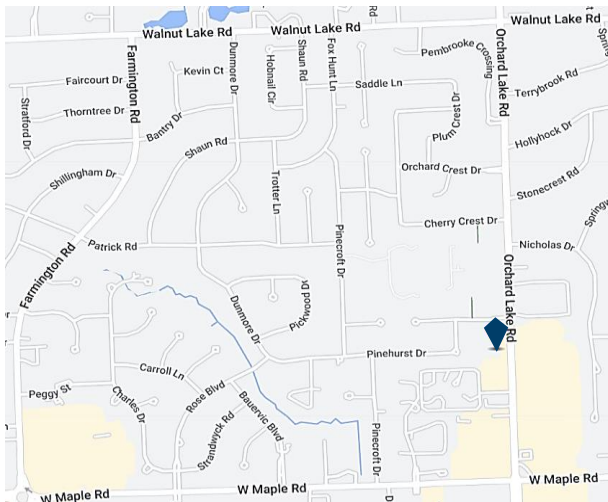 Walnut Lake Rd
Walnut Lake Rd
Walnut Lake Rd
Rd
Farmington Rd
Dunmore Dr
Hobnail Cir
Shaun Rd
Fox Hunt Ln
Pembrooke Crossing
Orchard Lake Rd
Kevin Ct
Faircourt Dr
Saddle Ln
Terrybrook Rd
Stratford Dr
Thorntree Dr
Bantry Dr
Plum Crest Dr
Hollyhock Dr
Shaun Rd
Shillingham Dr
Trotter Ln
Orchard Crest Dr
Stonecrest Rd
Cherry Crest Dr
Patrick Rd
Pinecroft Dr
Nicholas Dr
Farmington Rd
Orchard Lake Rd
Dunmore Dr
Pickwood Dr
Pinehurst Dr
Carroll Ln
Peggy St
Charles Dr
Rose Blvd
Bauervic Blvd
Strandwyck Rd
Pinecroft Dr
W Maple Rd
W Maple Rd
W Maple Rd